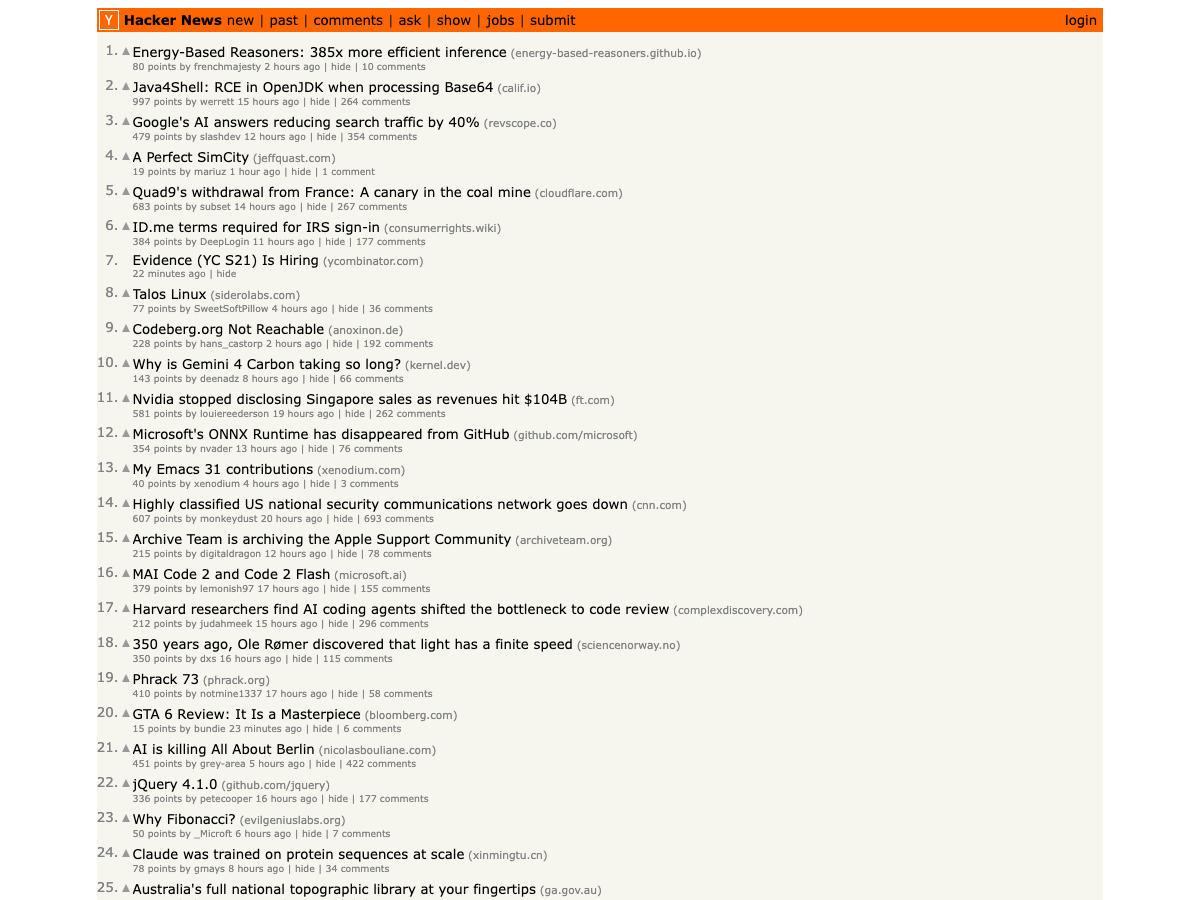 Y Hacker News new | past | comments | ask | show | jobs | submit login
1. Energy-Based Reasoners: 385x more efficient inference (energy-based-reasoners.github.io)
80 points by frenchmajesty 2 hours ago | hide | 10 comments
2. Java4Shell: RCE in OpenJDK when processing Base64 (calif.io)
997 points by werrett 15 hours ago | hide | 264 comments
3. Google's AI answers reducing search traffic by 40% (revscope.co)
479 points by slashdev 12 hours ago | hide | 354 comments
4. A Perfect SimCity (jeffquast.com)
19 points by mariuz 1 hour ago | hide | 1 comment
5. Quad9's withdrawal from France: A canary in the coal mine (cloudflare.com)
683 points by subset 14 hours ago | hide | 267 comments
6. ID.me terms required for IRS sign-in (consumerrights.wiki)
384 points by DeepLogin 11 hours ago | hide | 177 comments
7. Evidence (YC S21) Is Hiring (ycombinator.com)
22 minutes ago | hide
8. Talos Linux (siderolabs.com)
77 points by SweetSoftPillow 4 hours ago | hide | 36 comments
9. Codeberg.org Not Reachable (anoxinon.de)
228 points by hans_castorp 2 hours ago | hide | 192 comments
10. Why is Gemini 4 Carbon taking so long? (kernel.dev)
143 points by deenadz 8 hours ago | hide | 66 comments
11. Nvidia stopped disclosing Singapore sales as revenues hit $104B (ft.com)
581 points by louiereederson 19 hours ago | hide | 262 comments
12. Microsoft's ONNX Runtime has disappeared from GitHub (github.com/microsoft)
354 points by nvader 13 hours ago | hide | 76 comments
13. My Emacs 31 contributions (xenodium.com)
40 points by xenodium 4 hours ago | hide | 3 comments
14. Highly classified US national security communications network goes down (cnn.com)
607 points by monkeydust 20 hours ago | hide | 693 comments
15. Archive Team is archiving the Apple Support Community (archiveteam.org)
215 points by digitaldragon 12 hours ago | hide | 78 comments
16. MAI Code 2 and Code 2 Flash (microsoft.ai)
379 points by lemonish97 17 hours ago | hide | 155 comments
17. Harvard researchers find AI coding agents shifted the bottleneck to code review (complexdiscovery.com)
212 points by judahmeek 15 hours ago | hide | 296 comments
18. 350 years ago, Ole Rømer discovered that light has a finite speed (sciencenorway.no)
350 points by dxs 16 hours ago | hide | 115 comments
19. Phrack 73 (phrack.org)
410 points by notmine1337 17 hours ago | hide | 58 comments
20. GTA 6 Review: It Is a Masterpiece (bloomberg.com)
15 points by bundie 23 minutes ago | hide | 6 comments
21. AI is killing All About Berlin (nicolasbouliane.com)
451 points by grey-area 5 hours ago | hide | 422 comments
22. jQuery 4.1.0 (github.com/jquery)
336 points by petecooper 16 hours ago | hide | 177 comments
23. Why Fibonacci? (evilgeniuslabs.org)
50 points by _Microft 6 hours ago | hide | 7 comments
24. Claude was trained on protein sequences at scale (xinmingtu.cn)
78 points by gmays 8 hours ago | hide | 34 comments
25. Australia's full national topographic library at your fingertips (ga.gov.au)